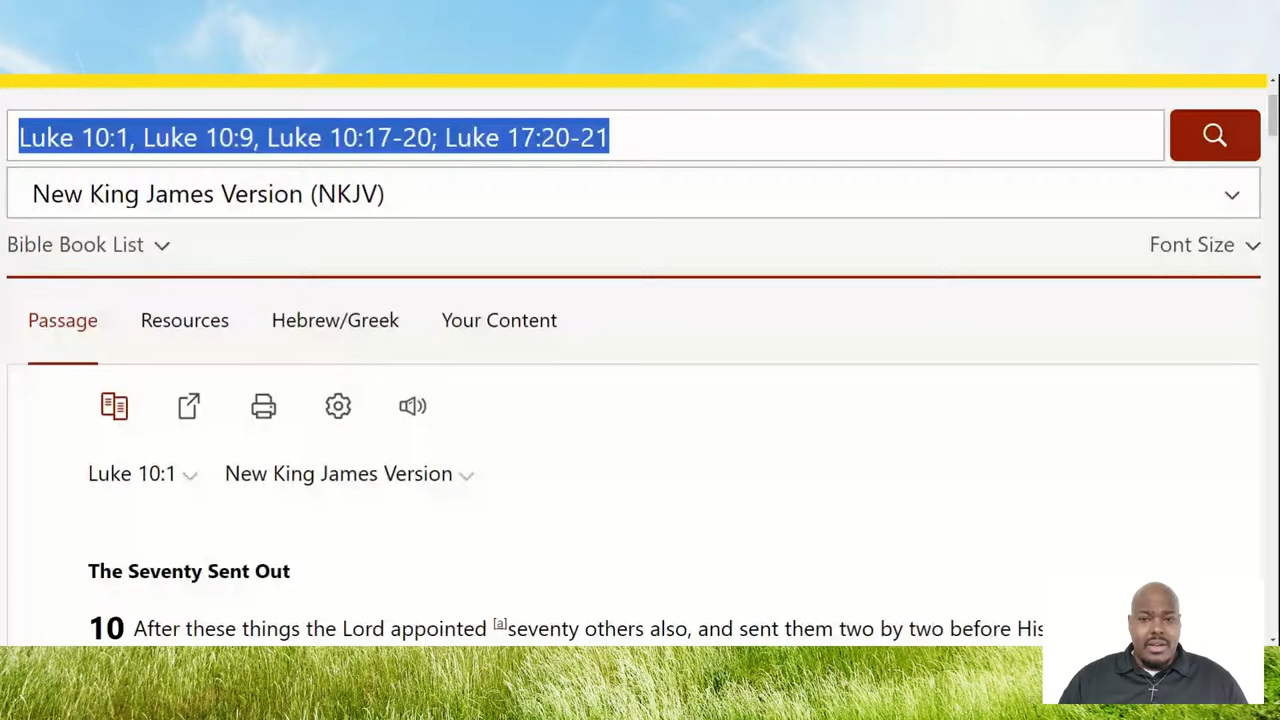 Luke 10:1, Luke 10:9, Luke 10:17-20; Luke 17:20-21
New King James Version (NKJV)
Bible Book List
Font Size
Passage
Resources
Hebrew/Greek
Your Content
Luke 10:1
New King James Version
The Seventy Sent Out
10 After these things the Lord appointed [a]seventy others also, and sent them two by two before His